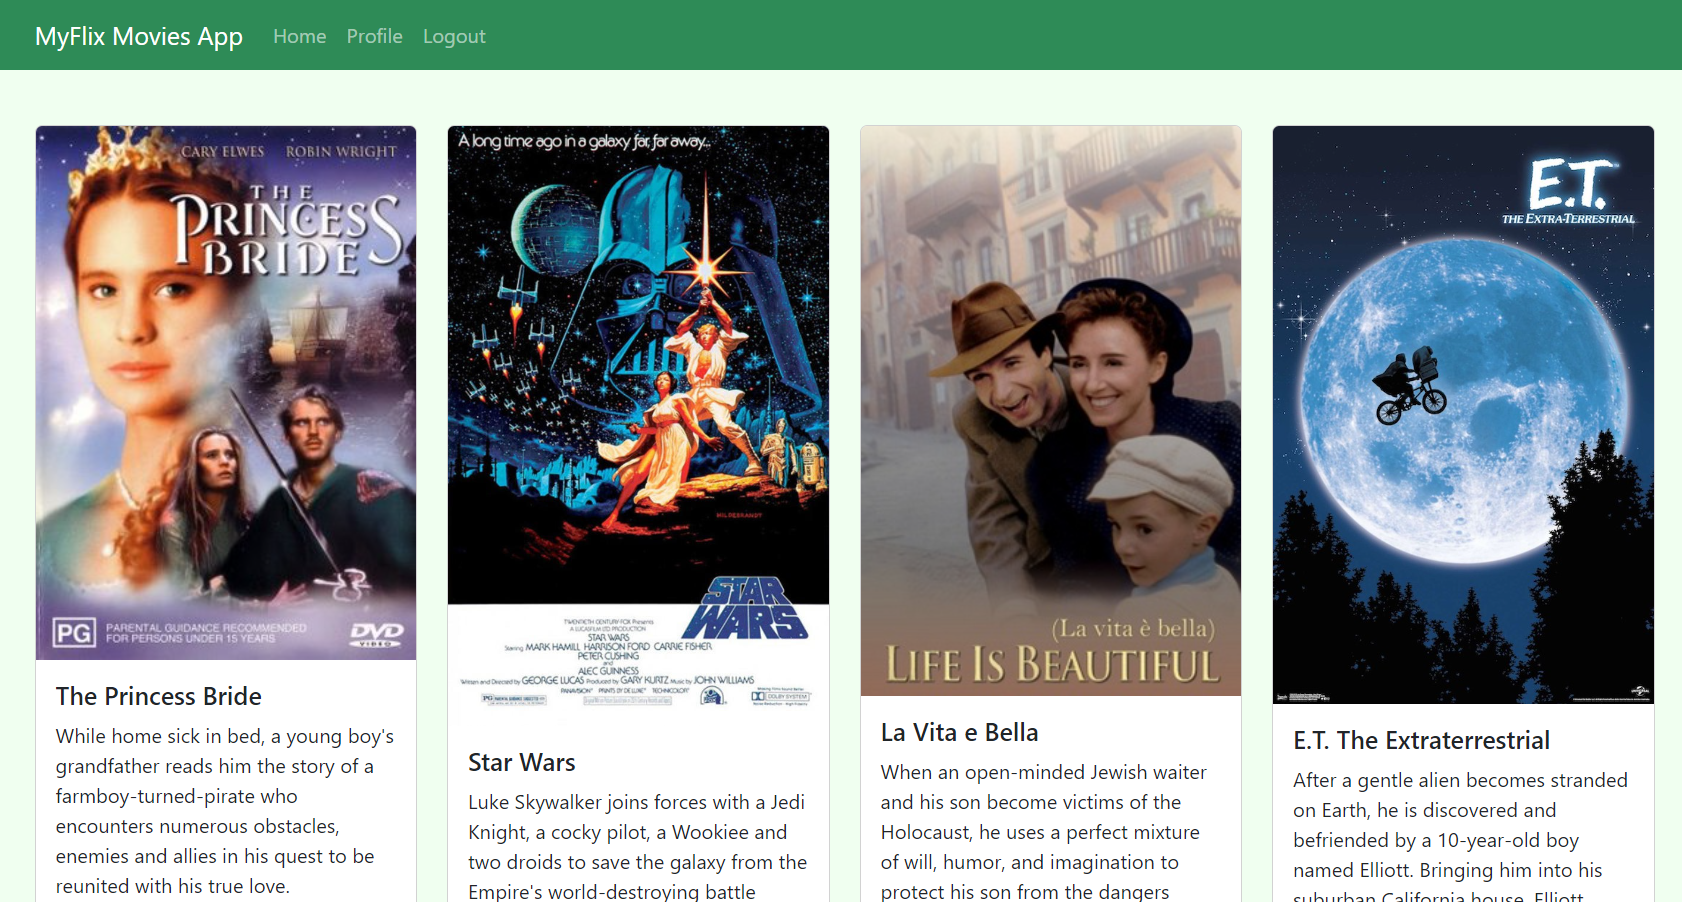 MyFlix Movies App Home Profile Logout
CARY ELWES ROBIN WRIGHT
THE
PRINCESS
BRIDE
PG
PARENTAL GUIDANCE RECOMMENDED
FOR PERSONS UNDER 15 YEARS
DVD
VIDEO
The Princess Bride
While home sick in bed, a young boy's
grandfather reads him the story of a
farmboy-turned-pirate who
encounters numerous obstacles,
enemies and allies in his quest to be
reunited with his true love.
A long time ago in a galaxy far, far away...
HILDEBRANDT
STAR
WARS
TWENTIETH CENTURY-FOX Presents
A LUCASFILM LTD PRODUCTION
STAR WARS
Starring MARK HAMILL HARRISON FORD CARRIE FISHER
PETER CUSHING
and
ALEC GUINNESS
Written and Directed by GEORGE LUCAS Produced by GARY KURTZ Music by JOHN WILLIAMS
PANAVISION PRINTS BY DE LUXE TECHNICOLOR
PG
DOLBY SYSTEM
Star Wars
Luke Skywalker joins forces with a Jedi
Knight, a cocky pilot, a Wookiee and
two droids to save the galaxy from the
Empire's world-destroying battle
(La vita è bella)
LIFE IS BEAUTIFUL
La Vita e Bella
When an open-minded Jewish waiter
and his son become victims of the
Holocaust, he uses a perfect mixture
of will, humor, and imagination to
protect his son from the dangers
E.T.
THE EXTRA-TERRESTRIAL
E.T. The Extraterrestrial
After a gentle alien becomes stranded
on Earth, he is discovered and
befriended by a 10-year-old boy
named Elliott. Bringing him into his
suburban California house, Elliott